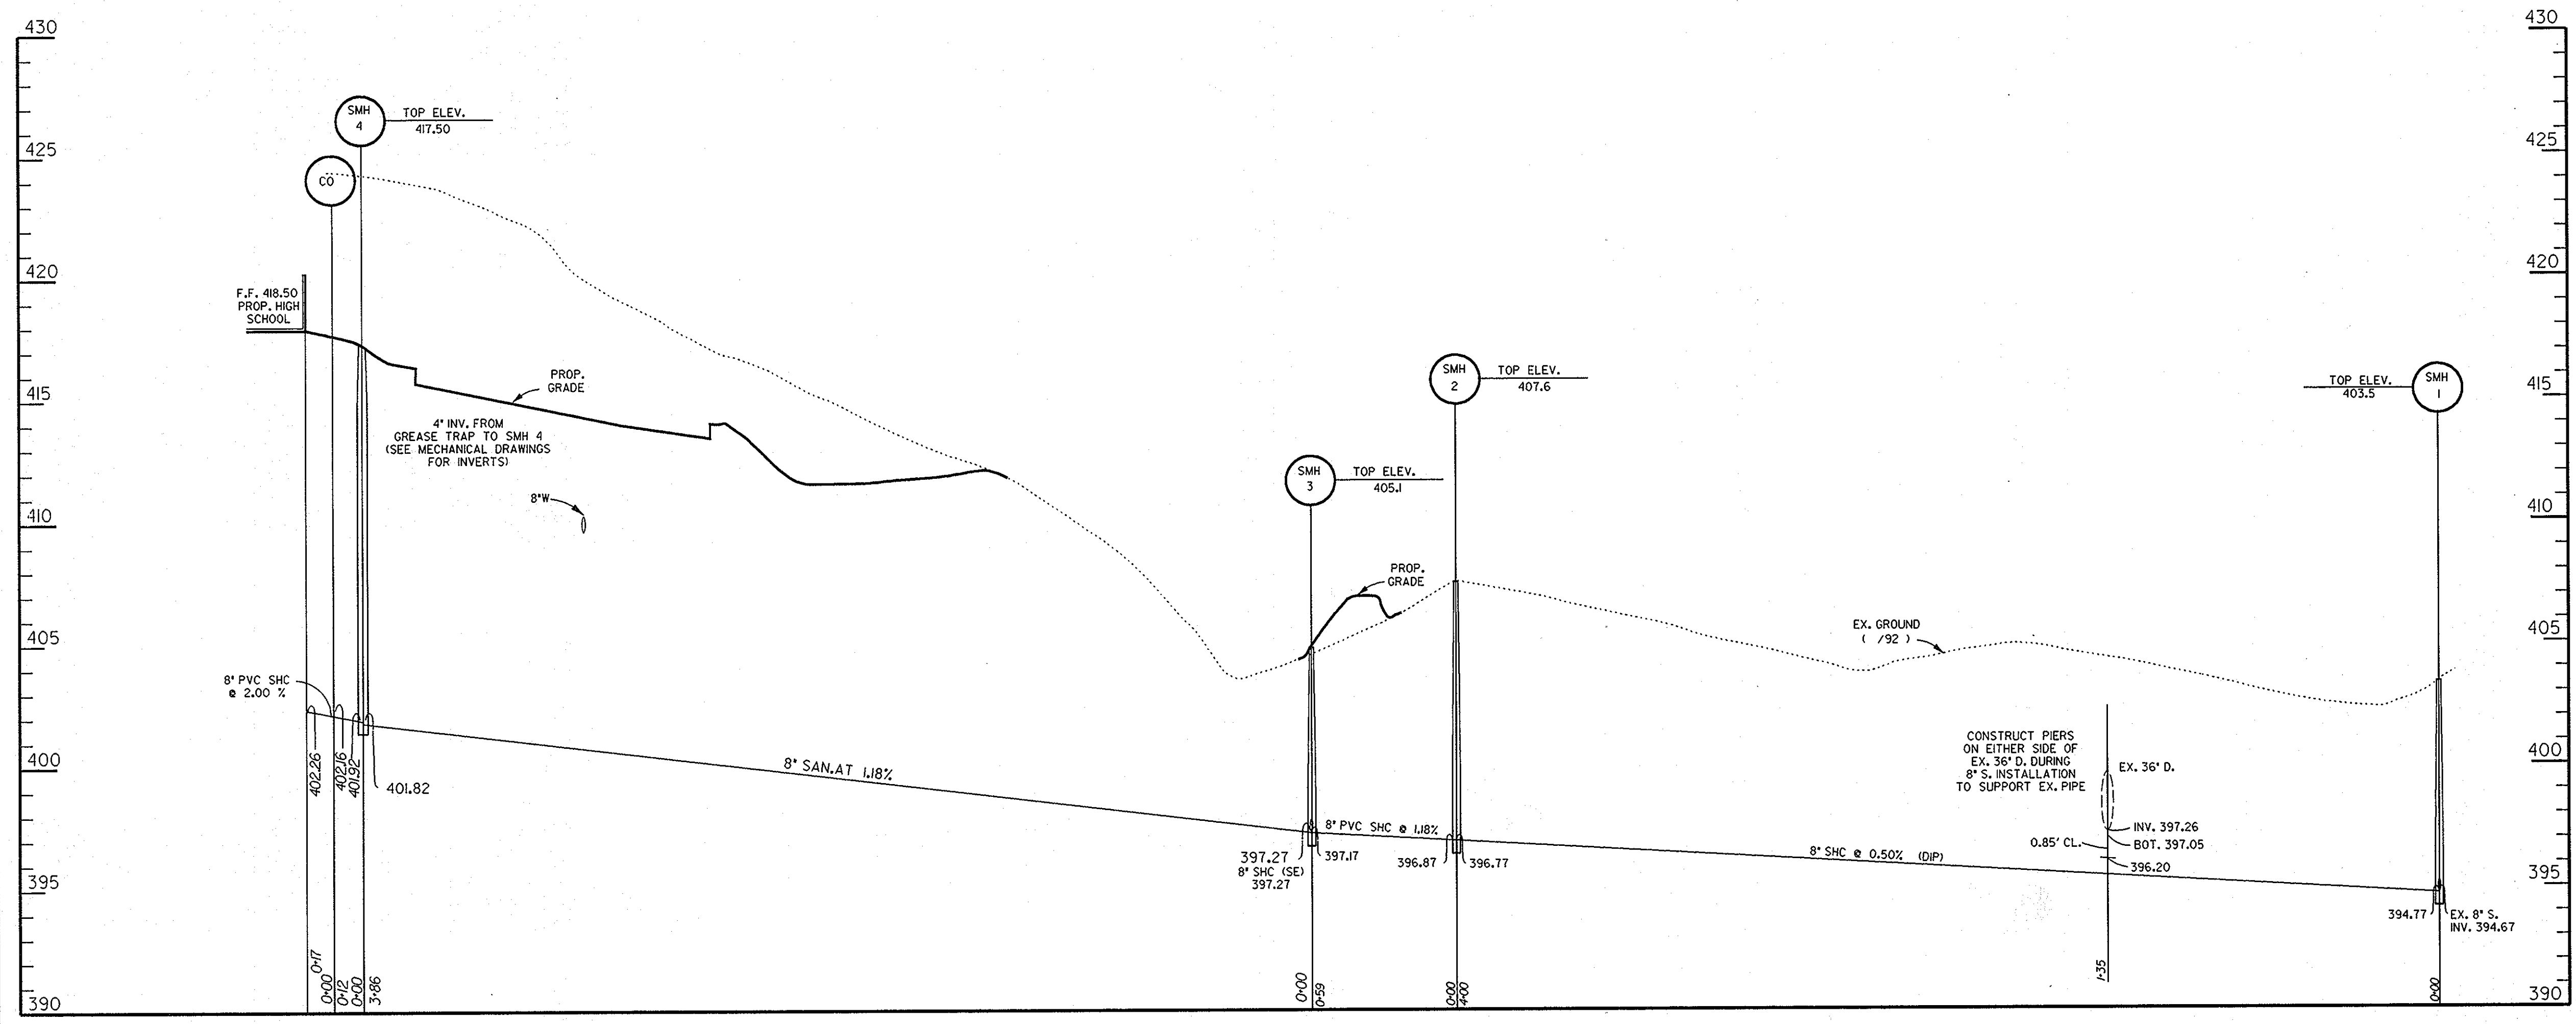 430
430
SMH
4
TOP ELEV.
417.50
425
425
CO
420
420
F.F. 418.50
PROP. HIGH
SCHOOL
PROP.
GRADE
415
415
4" INV. FROM
GREASE TRAP TO SMH 4
(SEE MECHANICAL DRAWINGS
FOR INVERTS)
SMH
2
TOP ELEV.
407.6
TOP ELEV.
403.5
SMH
1
SMH
3
TOP ELEV.
405.1
8"W
410
410
PROP.
GRADE
405
405
EX. GROUND
( /92 )
8" PVC SHC
@ 2.00 %
400
400
402.26
402.16
401.92
401.82
8" SAN. AT 1.18%
CONSTRUCT PIERS
ON EITHER SIDE OF
EX. 36" D. DURING
8" S. INSTALLATION
TO SUPPORT EX. PIPE
EX. 36" D.
8" PVC SHC @ 1.18%
INV. 397.26
0.85' CL.
BOT. 397.05
396.20
397.27
8" SHC (SE)
397.27
397.17
396.87
396.77
8" SHC @ 0.50% (DIP)
395
395
394.77
EX. 8" S.
INV. 394.67
0+17
0+00
0+12
0+00
3+86
0+00
0+59
0+00
4+00
1+35
0+00
390
390